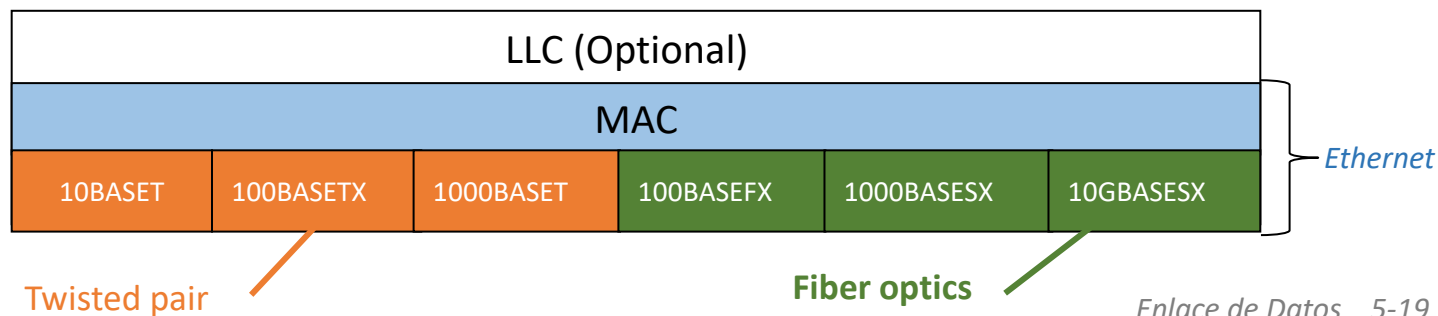 LLC (Optional)
MAC
Ethernet
10BASET 100BASETX 1000BASET 100BASEFX 1000BASESX 10GBASESX
Twisted pair
Fiber optics
Enlace de Datos 5-19